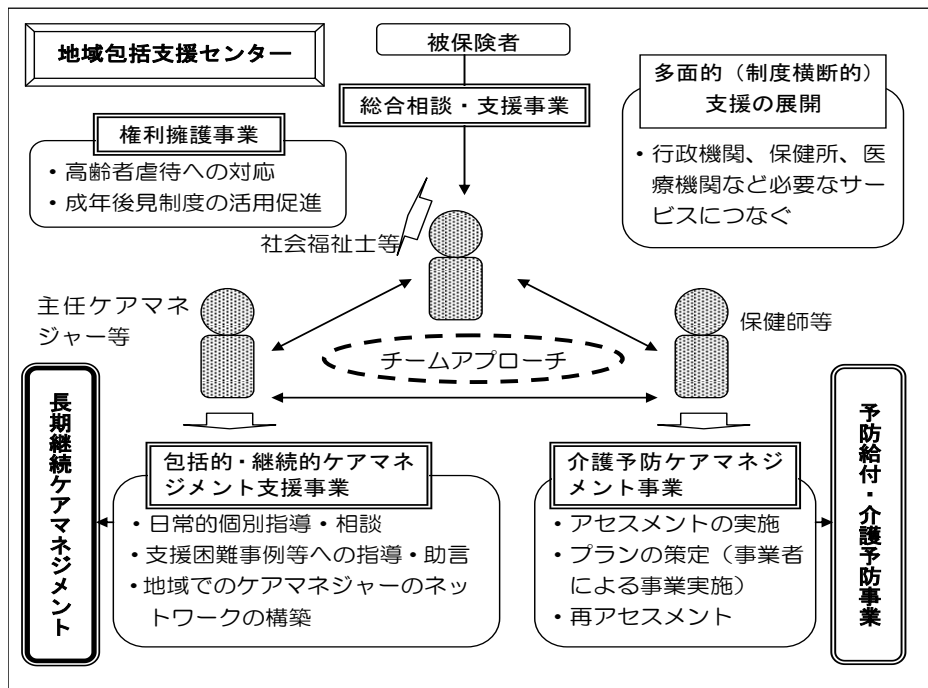 地域包括支援センター
被保険者
総合相談・支援事業
多面的（制度横断的）
支援の展開
・行政機関、保健所、医
療機関など必要なサー
ビスにつなぐ
権利擁護事業
・高齢者虐待への対応
・成年後見制度の活用促進
社会福祉士等
主任ケアマネ
ジャー等
保健師等
チームアプローチ
長期継続ケアマネジメント
包括的・継続的ケアマネ
ジメント支援事業
・日常的個別指導・相談
・支援困難事例等への指導・助言
・地域でのケアマネジャーのネッ
トワークの構築
介護予防ケアマネジ
メント事業
・アセスメントの実施
・プランの策定（事業者
による事業実施）
・再アセスメント
予防給付・介護予防事業